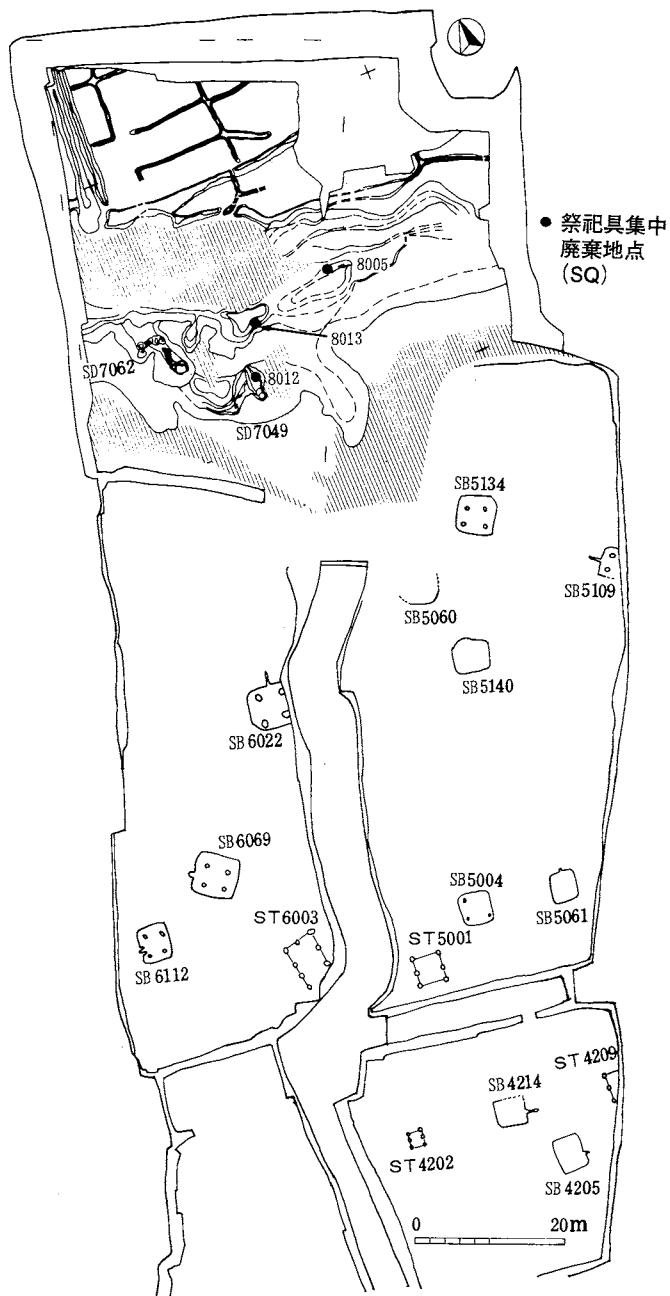 ● 祭祀具集中
廃棄地点
(SQ)
8005
8013
SD7062
8012
SD7049
SB5134
SB5109
SB5060
SB5140
SB6022
SB6069
SB5004
SB5061
ST6003
ST5001
SB6112
ST4209
SB4214
ST4202
SB4205
0 20m